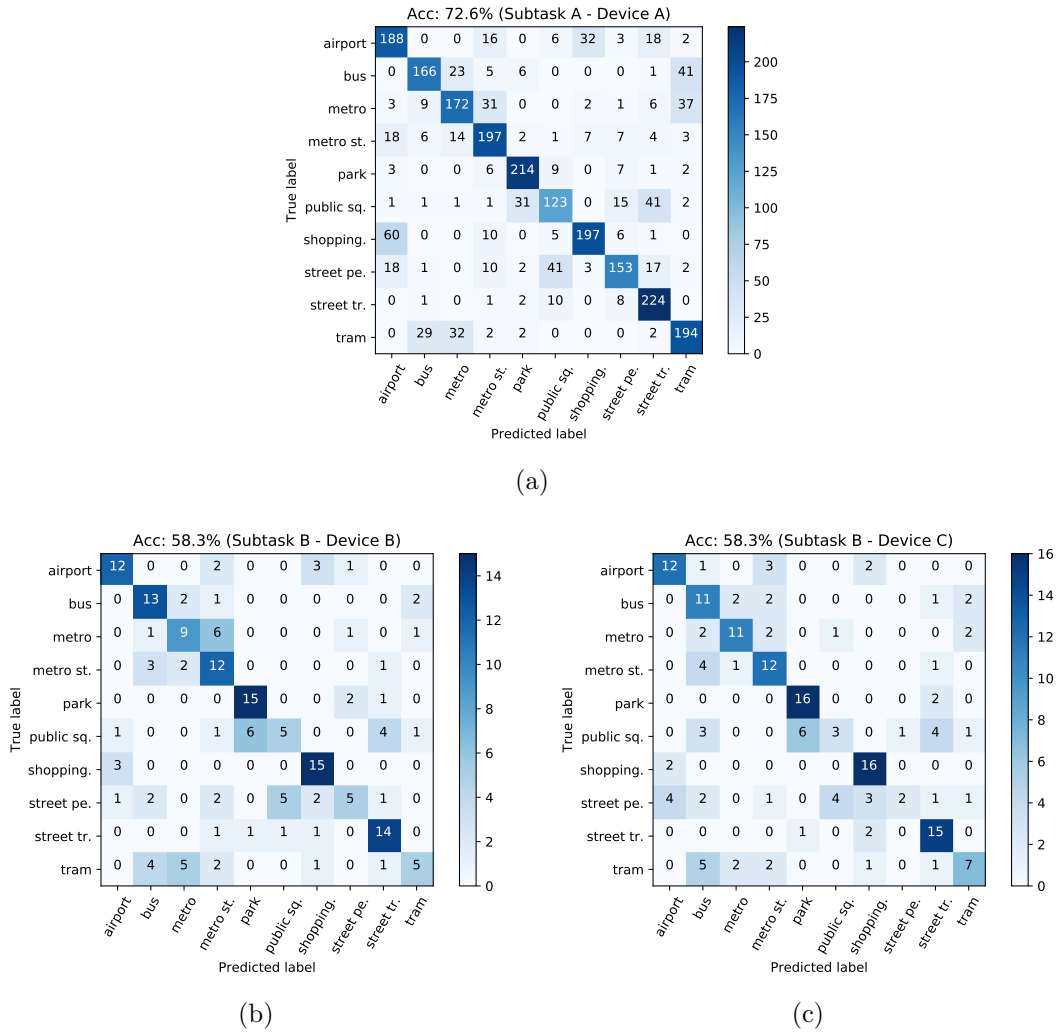 Acc: 72.6% (Subtask A - Device A)
airport 188 0 0 16 0 6 32 3 18 2
bus 0 166 23 5 6 0 0 0 1 41
metro 3 9 172 31 0 0 2 1 6 37
metro st. 18 6 14 197 2 1 7 7 4 3
park 3 0 0 6 214 9 0 7 1 2
public sq. 1 1 1 1 31 123 0 15 41 2
shopping. 60 0 0 10 0 5 197 6 1 0
street pe. 18 1 0 10 2 41 3 153 17 2
street tr. 0 1 0 1 2 10 0 8 224 0
tram 0 29 32 2 2 0 0 0 2 194
True label
airport bus metro metro st. park public sq. shopping. street pe. street tr. tram
Predicted label
200
175
150
125
100
75
50
25
0
(a)
Acc: 58.3% (Subtask B - Device B)
airport 12 0 0 2 0 0 3 1 0 0
bus 0 13 2 1 0 0 0 0 0 2
metro 0 1 9 6 0 0 0 1 0 1
metro st. 0 3 2 12 0 0 0 0 1 0
park 0 0 0 0 15 0 0 2 1 0
public sq. 1 0 0 1 6 5 0 0 4 1
shopping. 3 0 0 0 0 0 15 0 0 0
street pe. 1 2 0 2 0 5 2 5 1 0
street tr. 0 0 0 1 1 1 1 0 14 0
tram 0 4 5 2 0 0 1 0 1 5
True label
airport bus metro metro st. park public sq. shopping. street pe. street tr. tram
Predicted label
14
12
10
8
6
4
2
0
(b)
Acc: 58.3% (Subtask B - Device C)
airport 12 1 0 3 0 0 2 0 0 0
bus 0 11 2 2 0 0 0 0 1 2
metro 0 2 11 2 0 1 0 0 0 2
metro st. 0 4 1 12 0 0 0 0 1 0
park 0 0 0 0 16 0 0 0 2 0
public sq. 0 3 0 0 6 3 0 1 4 1
shopping. 2 0 0 0 0 0 16 0 0 0
street pe. 4 2 0 1 0 4 3 2 1 1
street tr. 0 0 0 0 1 0 2 0 15 0
tram 0 5 2 2 0 0 1 0 1 7
True label
airport bus metro metro st. park public sq. shopping. street pe. street tr. tram
Predicted label
16
14
12
10
8
6
4
2
0
(c)